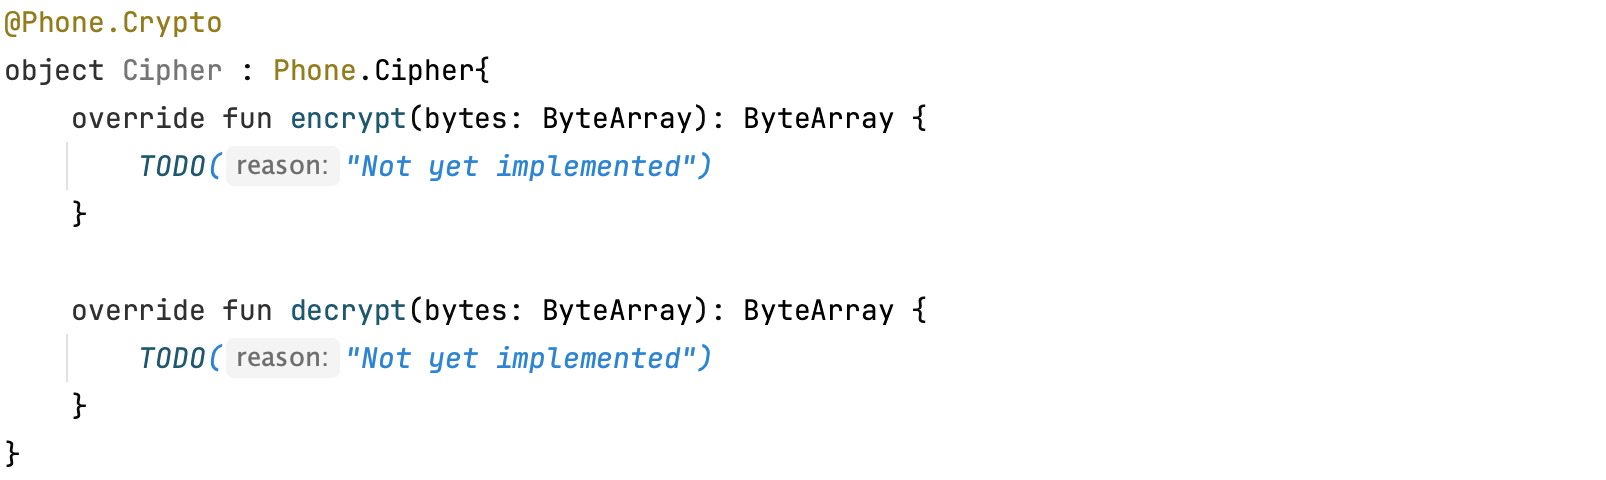 @Phone.Crypto
object Cipher : Phone.Cipher{
    override fun encrypt(bytes: ByteArray): ByteArray {
        TODO( reason: "Not yet implemented")
    }

    override fun decrypt(bytes: ByteArray): ByteArray {
        TODO( reason: "Not yet implemented")
    }
}